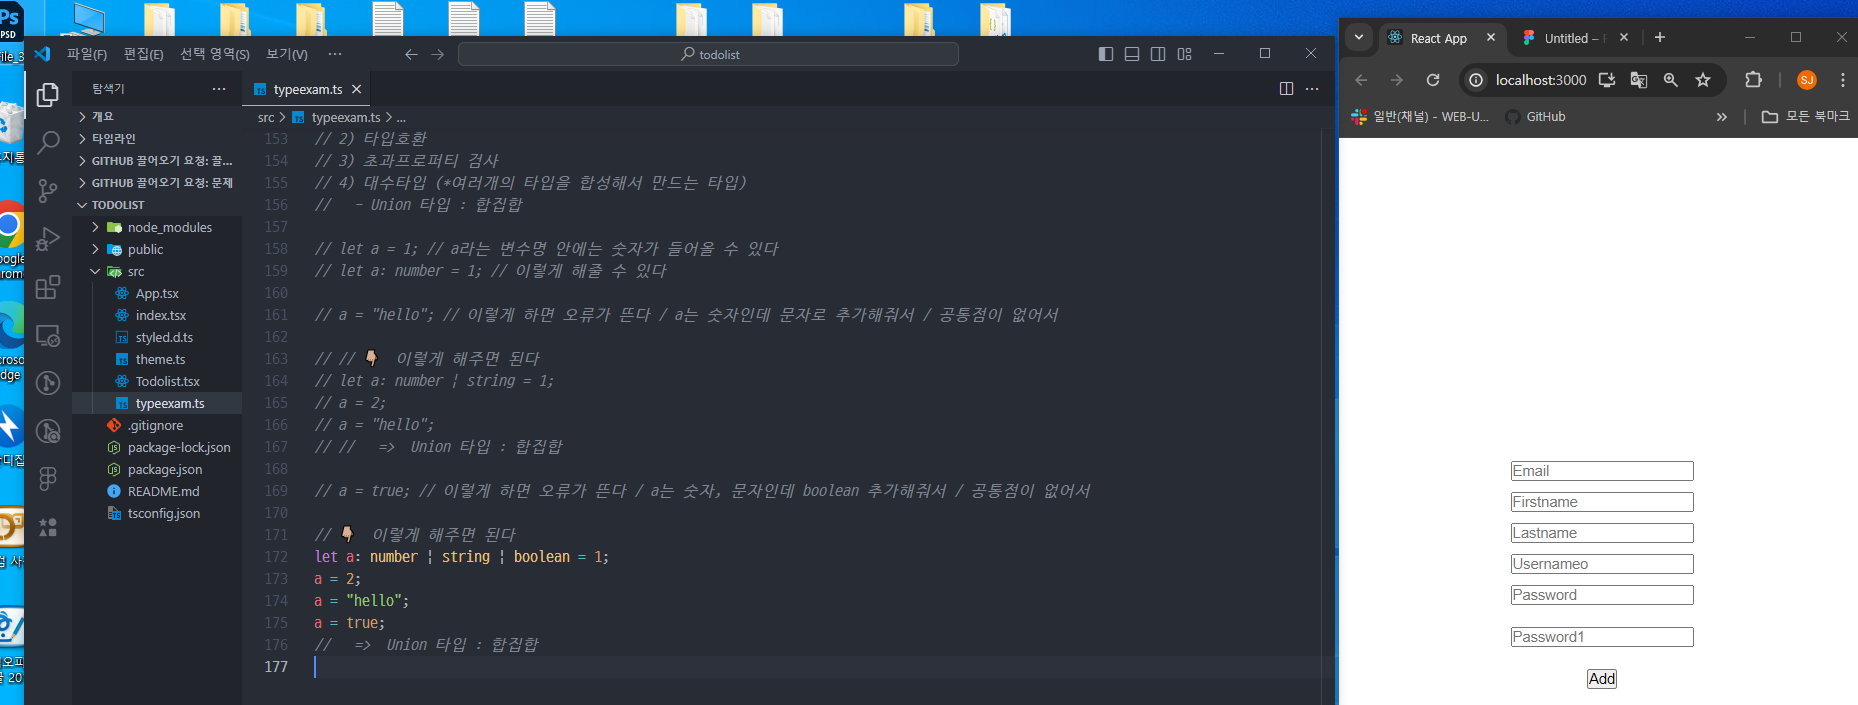 PSD
파일(F) 편집(E) 선택 영역(S) 보기(V) ···
todolist
탐색기 ···
개요
타임라인
GITHUB 끌어오기 요청: 끌...
GITHUB 끌어오기 요청: 문제
TODOLIST
node_modules
public
src
App.tsx
index.tsx
styled.d.ts
theme.ts
Todolist.tsx
typeexam.ts
.gitignore
package-lock.json
package.json
README.md
tsconfig.json
typeexam.ts
src > typeexam.ts > ...
153 // 2) 타입호환
154 // 3) 초과프로퍼티 검사
155 // 4) 대수타입 (*여러개의 타입을 합성해서 만드는 타입)
156 //   - Union 타입 : 합집합
157
158 // let a = 1; // a라는 변수명 안에는 숫자가 들어올 수 있다
159 // let a: number = 1; // 이렇게 해줄 수 있다
160
161 // a = "hello"; // 이렇게 하면 오류가 뜬다 / a는 숫자인데 문자로 추가해줘서 / 공통점이 없어서
162
163 // // 👇🏼 이렇게 해주면 된다
164 // let a: number | string = 1;
165 // a = 2;
166 // a = "hello";
167 // //   =>  Union 타입 : 합집합
168
169 // a = true; // 이렇게 하면 오류가 뜬다 / a는 숫자, 문자인데 boolean 추가해줘서 / 공통점이 없어서
170
171 // 👇🏼 이렇게 해주면 된다
172 let a: number | string | boolean = 1;
173 a = 2;
174 a = "hello";
175 a = true;
176 //   =>  Union 타입 : 합집합
177
React App
Untitled –
localhost:3000
SJ
일반(채널) - WEB-U...
GitHub
모든 북마크
Email
Firstname
Lastname
Usernameo
Password
Password1
Add